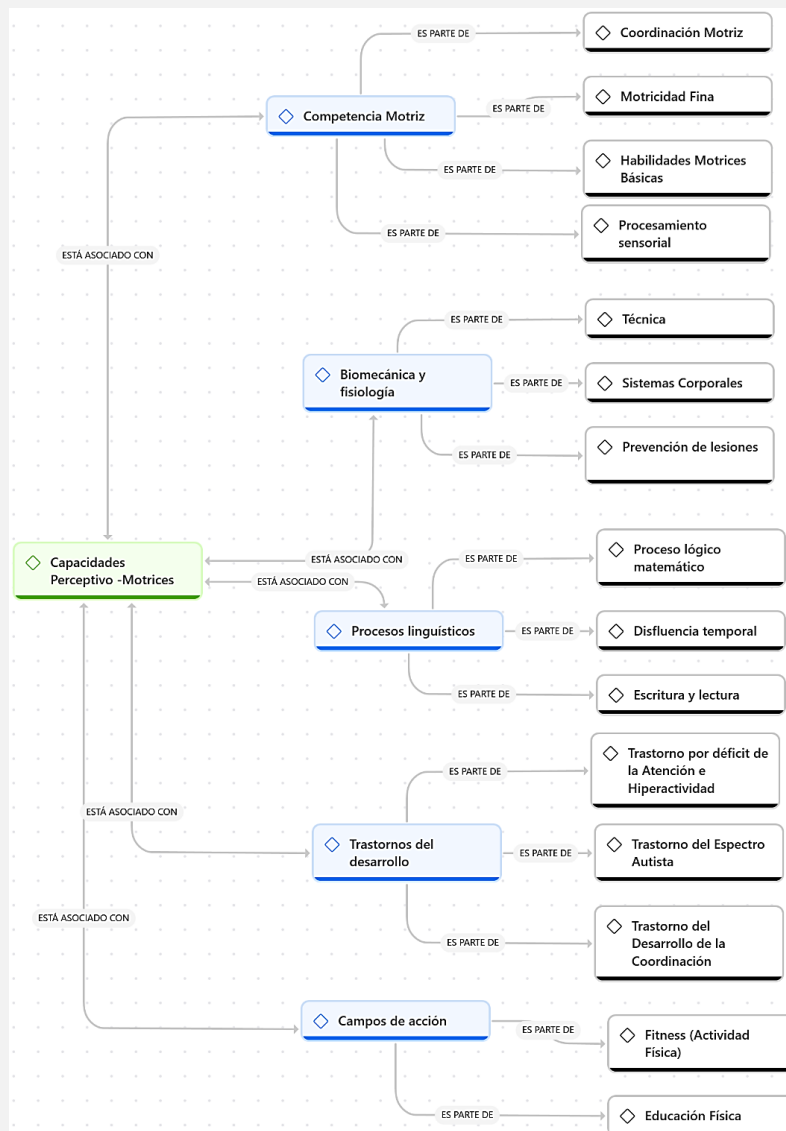 ES PARTE DE
Coordinación Motriz
ES PARTE DE
Motricidad Fina
Competencia Motriz
ES PARTE DE
Habilidades Motrices
Básicas
ES PARTE DE
Procesamiento
sensorial
ESTÁ ASOCIADO CON
ES PARTE DE
Técnica
Biomecánica y
fisiología
ES PARTE DE
Sistemas Corporales
ES PARTE DE
Prevención de lesiones
Capacidades
Perceptivo -Motrices
ESTÁ ASOCIADO CON
ESTÁ ASOCIADO CON
ES PARTE DE
Proceso lógico
matemático
Procesos linguísticos
ES PARTE DE
Disfluencia temporal
ES PARTE DE
Escritura y lectura
ES PARTE DE
Trastorno por déficit de
la Atención e
Hiperactividad
ESTÁ ASOCIADO CON
Trastornos del
desarrollo
ES PARTE DE
Trastorno del Espectro
Autista
ES PARTE DE
Trastorno del
Desarrollo de la
Coordinación
ESTÁ ASOCIADO CON
Campos de acción
ES PARTE DE
Fitness (Actividad
Física)
ES PARTE DE
Educación Física